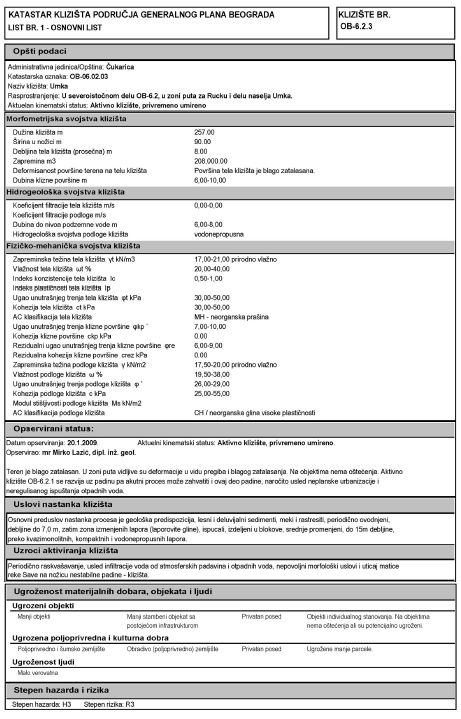 KATASTAR KLIZIŠTA PODRUČJA GENERALNOG PLANA BEOGRADA
LIST BR. 1 - OSNOVNI LIST
KLIZIŠTE BR.
OB-6.2.3
Opšti podaci
Administrativna jedinica/Opština: Čukarica
Katastarska oznaka: OB-06.02.03
Naziv klizišta: Umka
Rasprostranjenje: U severoistočnom delu OB-6.2, u zoni puta za Rucku i delu naselja Umka.
Aktuelan kinematski status: Aktivno klizište, privremeno umireno
Morfometrijska svojstva klizišta
Dužina klizišta m 257.00
Širina u nožici m 90.00
Debljina tela klizišta (prosečna) m 8.00
Zapremina m3 208,000.00
Deformisanost površine terena na telu klizišta Površina tela klizišta je blago zatalasana.
Dubina klizne površine m 6,00-10,00
Hidrogeološka svojstva klizišta
Koeficijent filtracije tela klizišta m/s 0,00-0,00
Koeficijent filtracije podloge m/s
Dubina do nivoa podzemne vode m 6,00-8,00
Hidrogeološka svojstva podloge klizišta vodonepropusna
Fizičko-mehanička svojstva klizišta
Zapreminska težina tela klizišta γt kN/m3 17,00-21,00 prirodno vlažno
Vlažnost tela klizišta ωt % 20,00-40,00
Indeks konzistencije tela klizišta Ic 0,50-1,00
Indeks plastičnosti tela klizišta Ip
Ugao unutrašnjeg trenja tela klizišta φt kPa 30,00-50,00
Kohezija tela klizišta ct kPa 30,00-50,00
AC klasifikacija tela klizišta MH - neorganska prašina
Ugao unutrašnjeg trenja klizne površine φkp ° 7,00-10,00
Kohezija klizne površine ckp kPa 0.00
Rezidualni ugao unutrašnjeg trenja klizne površine φre 6,00-9,00
Rezidualna kohezija klizne površine crez kPa 0.00
Zapreminska težina podloge klizišta γ kN/m2 17,50-20,00 prirodno vlažno
Vlažnost podloge klizišta ω % 19,50-38,00
Ugao unutrašnjeg trenja podloge klizišta φ ° 26,00-29,00
Kohezija podloge klizišta c kPa 25,00-55,00
Modul stišljivosti podloge klizišta Ms kN/m2
AC klasifikacija podloge klizišta CH / neorganske gline visoke plastičnosti
Opservirani status:
Datum opserviranja: 20.1.2009. Aktuelni kinematski status: Aktivno klizište, privremeno umireno.
Opservirao: mr Mirko Lazić, dipl. inž. geol.
Teren je blago zatalasan. U zoni puta vidljive su deformacije u vidu pregiba i blagog zatalasanja. Na objektima nema oštećenja. Aktivno
klizište OB-6.2.1 se razvija uz padinu pa akutni proces može zahvatiti i ovaj deo padine, naročito usled neplanske urbanizacije i
neregulisanog ispuštanja otpadnih voda.
Uslovi nastanka klizišta
Osnovni preduslov nastanka procesa je geološka predispozicija, lesni i deluvijalni sedimenti, meki i rastresiti, periodično ovodnjeni,
debljine do 7,0 m, zatim zona izmenjenih lapora (laporovite gline), ispucali, izdeljeni u blokove, srednje promenjeni, do 15m debljine,
preko kvazimonolitnih, kompaktnih i vodonepropusnih lapora.
Uzroci aktiviranja klizišta
Periodično raskvašavanje, usled infiltracije voda od atmosferskih padavina i otpadnih voda, nepovoljni morfološki uslovi i uticaj matice
reke Save na nožicu nestabilne padine - klizišta.
Ugroženost materijalnih dobara, objekata i ljudi
Ugrozeni objekti
Manji objekti Manji stambeni objekat sa Privatan posed Objekti individualnog stanovanja. Na objektima
postojećom infrastrukturom nema oštećenja ali su potencijalno ugroženi.
Ugrozena poljoprivredna i kulturna dobra
Poljoprivredno i šumsko zemljište Obradivo (poljoprivredno) zemljište Privatan posed Ugrožene manje parcele.
Ugroženost ljudi
Malo verovatna
Stepen hazarda i rizika
Stepen hazarda: H3 Stepen rizika: R3